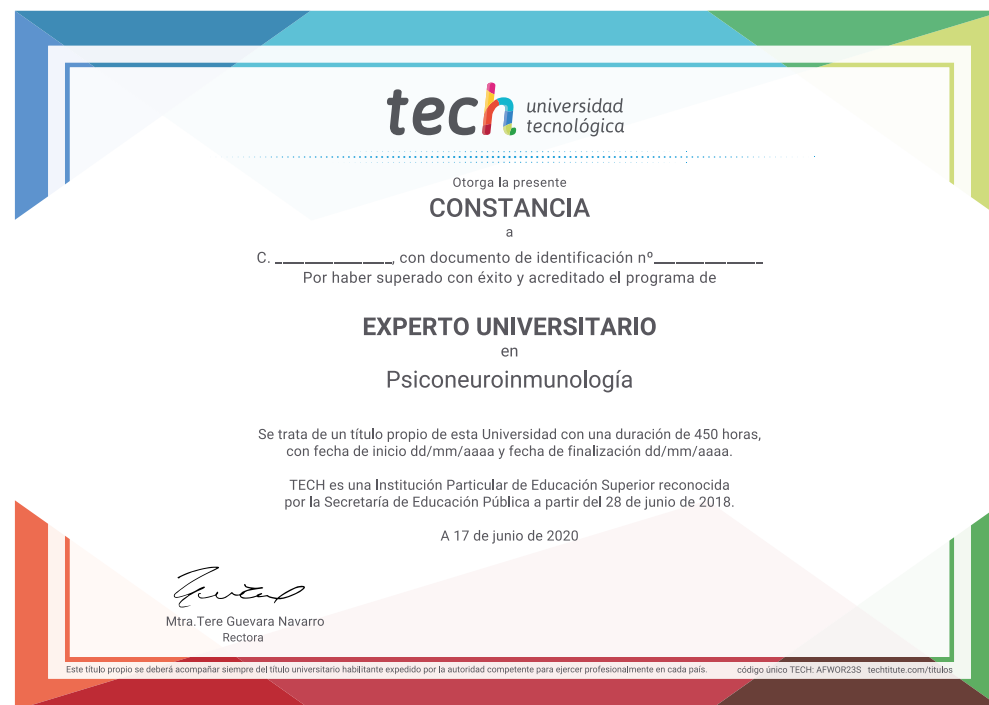 tech universidad
tecnológica
Otorga la presente
CONSTANCIA
a
C. ______________, con documento de identificación nº______________
Por haber superado con éxito y acreditado el programa de
EXPERTO UNIVERSITARIO
en
Psiconeuroinmunología
Se trata de un título propio de esta Universidad con una duración de 450 horas,
con fecha de inicio dd/mm/aaaa y fecha de finalización dd/mm/aaaa.
TECH es una Institución Particular de Educación Superior reconocida
por la Secretaría de Educación Pública a partir del 28 de junio de 2018.
A 17 de junio de 2020
Mtra.Tere Guevara Navarro
Rectora
Este título propio se deberá acompañar siempre del título universitario habilitante expedido por la autoridad competente para ejercer profesionalmente en cada país. código único TECH: AFWOR23S techtitute.com/titulos